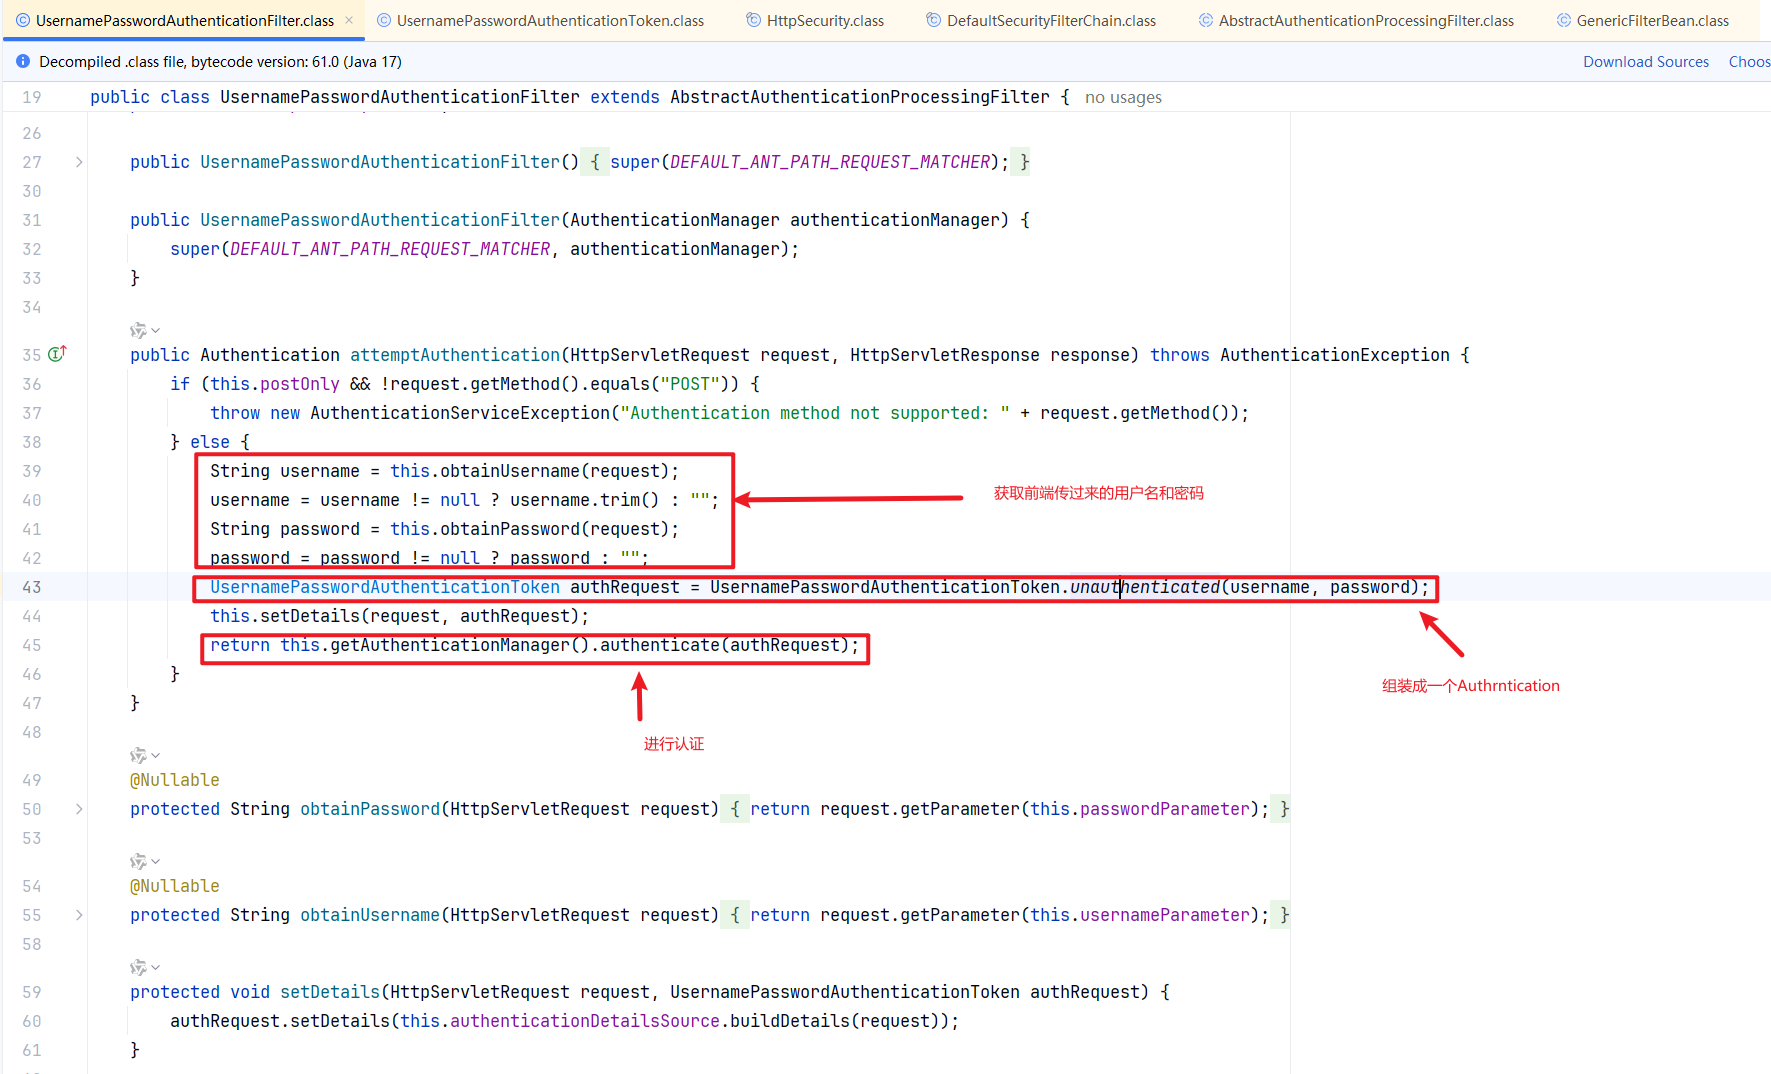 UsernamePasswordAuthenticationFilter.class × UsernamePasswordAuthenticationToken.class HttpSecurity.class DefaultSecurityFilterChain.class AbstractAuthenticationProcessingFilter.class GenericFilterBean.class
Decompiled .class file, bytecode version: 61.0 (Java 17) Download Sources Choos
19 public class UsernamePasswordAuthenticationFilter extends AbstractAuthenticationProcessingFilter { no usages
26
27 public UsernamePasswordAuthenticationFilter() { super(DEFAULT_ANT_PATH_REQUEST_MATCHER); }
30
31 public UsernamePasswordAuthenticationFilter(AuthenticationManager authenticationManager) {
32 super(DEFAULT_ANT_PATH_REQUEST_MATCHER, authenticationManager);
33 }
34
35 public Authentication attemptAuthentication(HttpServletRequest request, HttpServletResponse response) throws AuthenticationException {
36 if (this.postOnly && !request.getMethod().equals("POST")) {
37 throw new AuthenticationServiceException("Authentication method not supported: " + request.getMethod());
38 } else {
39 String username = this.obtainUsername(request);
40 username = username != null ? username.trim() : "";
获取前端传过来的用户名和密码
41 String password = this.obtainPassword(request);
42 password = password != null ? password : "";
43 UsernamePasswordAuthenticationToken authRequest = UsernamePasswordAuthenticationToken.unauthenticated(username, password);
44 this.setDetails(request, authRequest);
45 return this.getAuthenticationManager().authenticate(authRequest);
46 }
组装成一个Authrntication
47 }
48
进行认证
49 @Nullable
50 protected String obtainPassword(HttpServletRequest request) { return request.getParameter(this.passwordParameter); }
53
54 @Nullable
55 protected String obtainUsername(HttpServletRequest request) { return request.getParameter(this.usernameParameter); }
58
59 protected void setDetails(HttpServletRequest request, UsernamePasswordAuthenticationToken authRequest) {
60 authRequest.setDetails(this.authenticationDetailsSource.buildDetails(request));
61 }